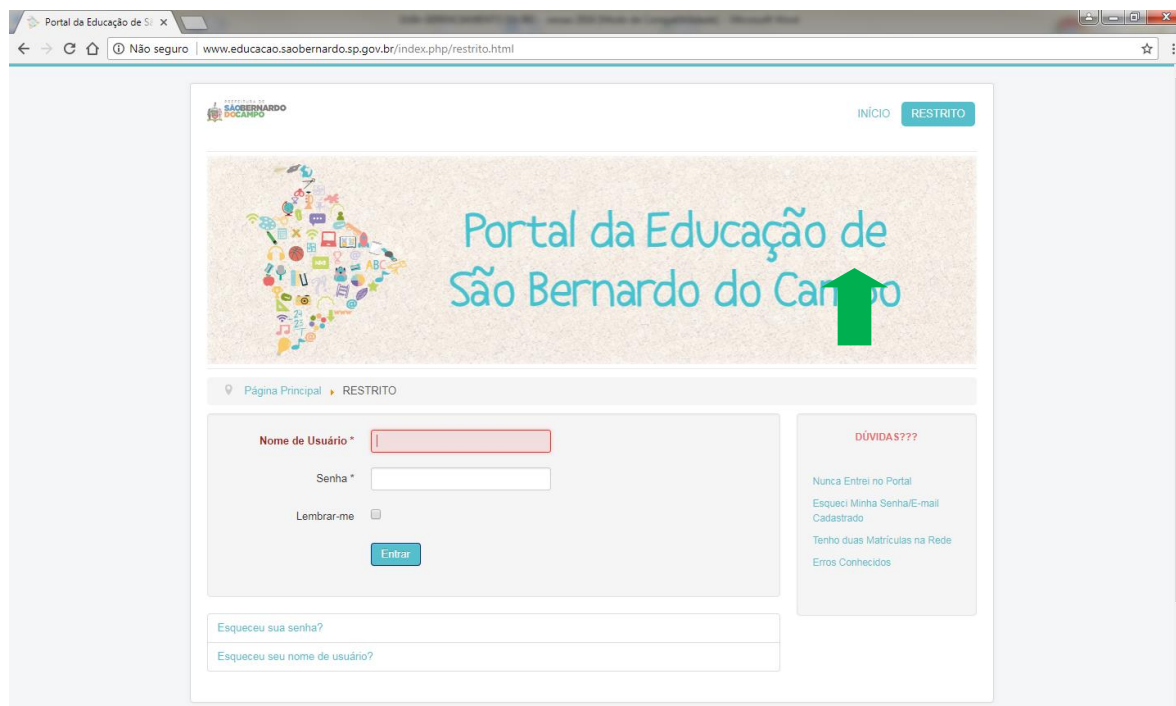 Portal da Educação de Sã
Não seguro | www.educacao.saobernardo.sp.gov.br/index.php/restrito.html
PREFEITURA DE
SÃOBERNARDO
DOCAMPO
INÍCIO RESTRITO
Portal da Educação de
São Bernardo do Campo
Página Principal RESTRITO
Nome de Usuário *
Senha *
Lembrar-me
Entrar
DÚVIDAS???
Nunca Entrei no Portal
Esqueci Minha Senha/E-mail
Cadastrado
Tenho duas Matrículas na Rede
Erros Conhecidos
Esqueceu sua senha?
Esqueceu seu nome de usuário?